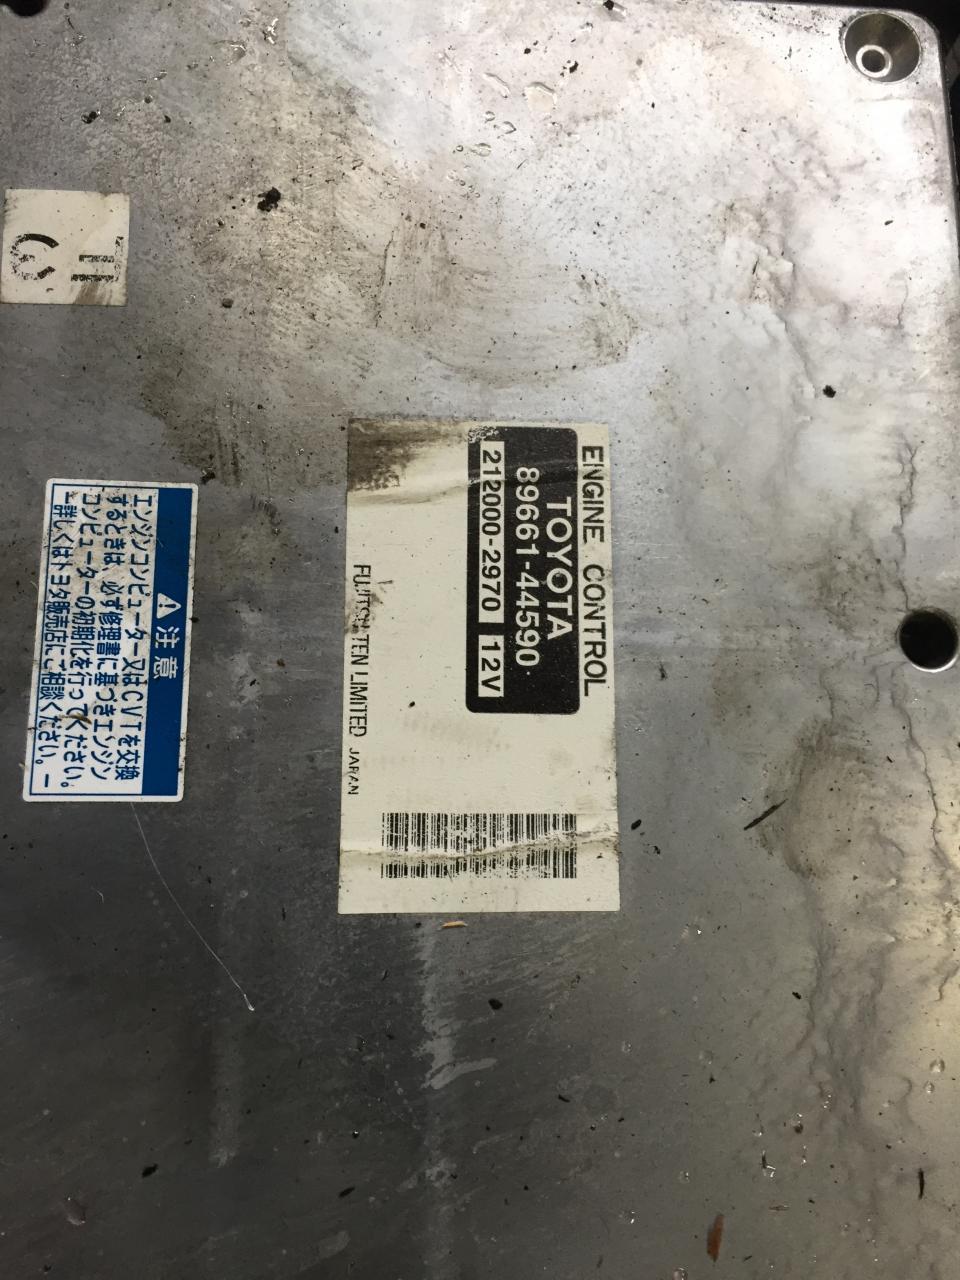 ENGINE CONTROL
TOYOTA
89661-44590
212000-2970 12V
FUJITSU TEN LIMITED JAPAN
注意
エンジンコンピューター又はCVTを交換
するときは 必ず修理書に基づきエンジン
コンピューターの初期化を行ってください。
―詳しくはトヨタ販売店にご相談ください。―